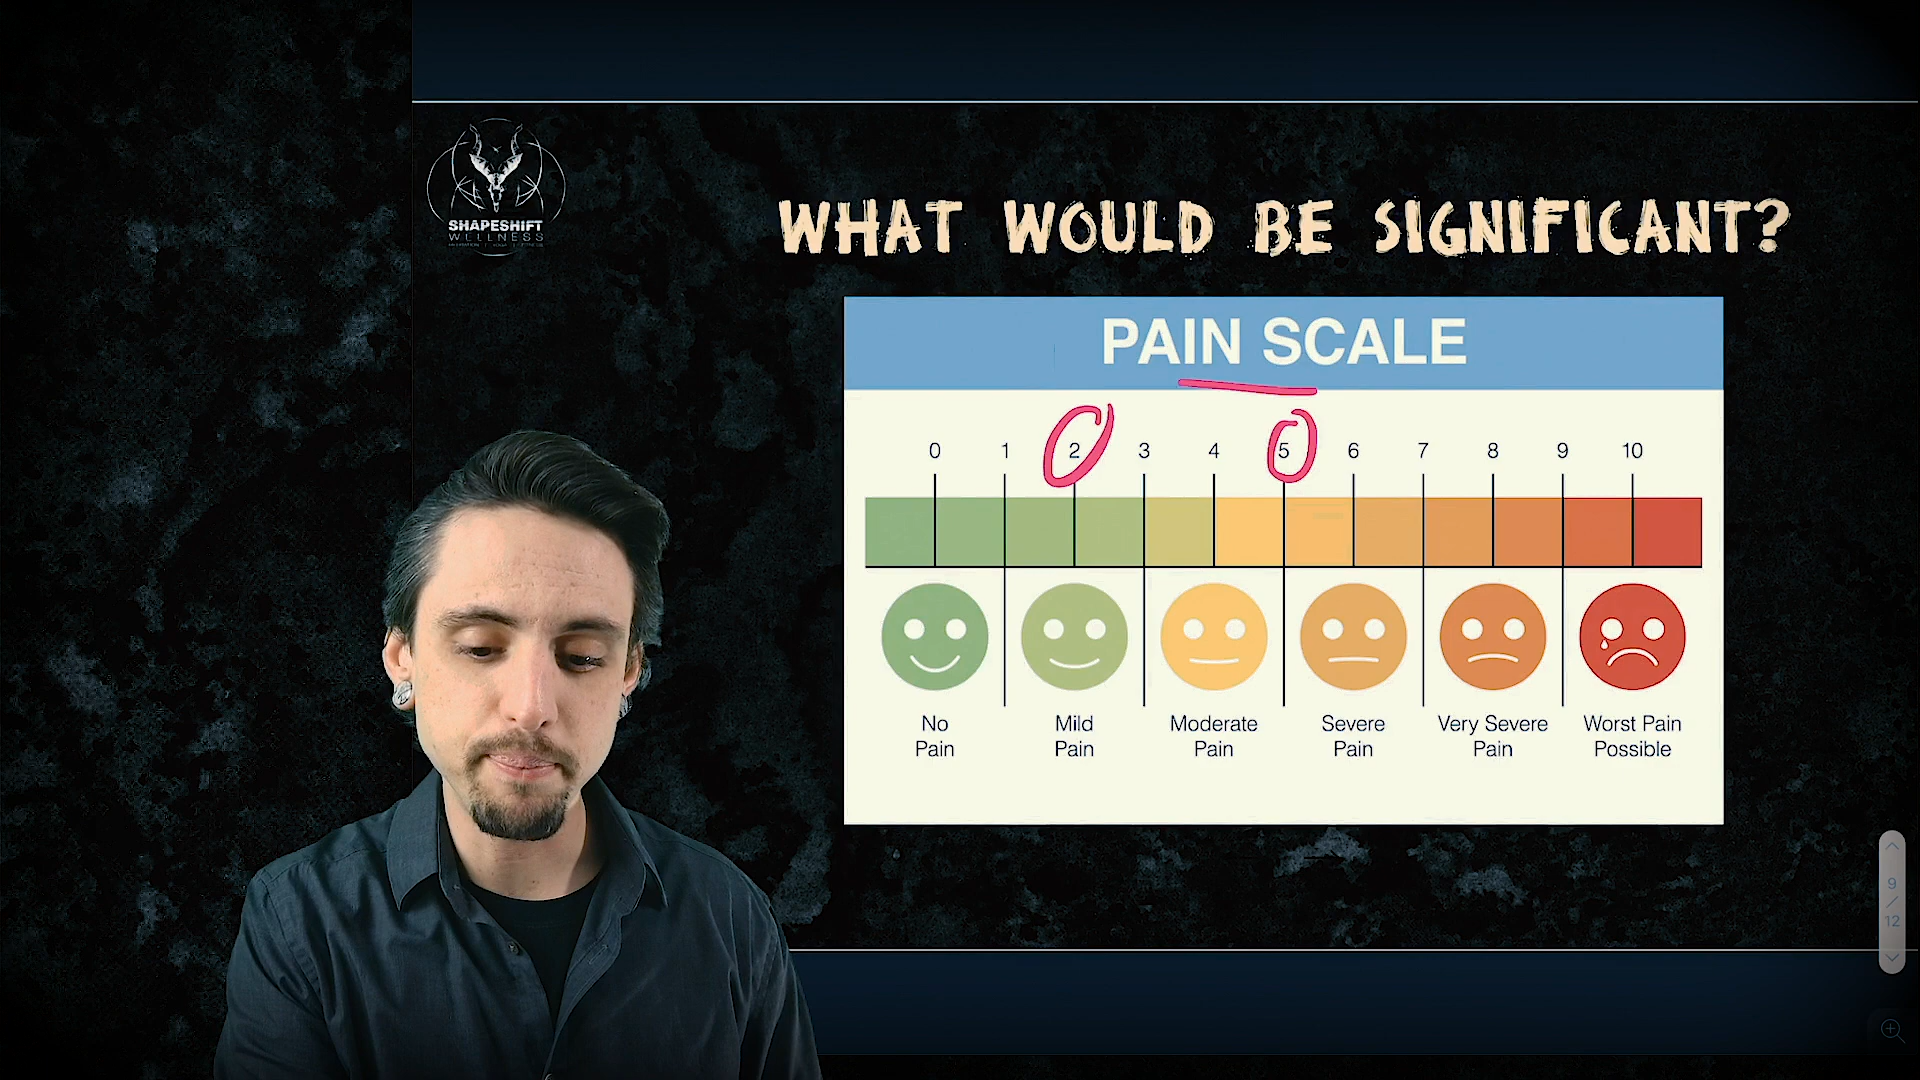 SHAPESHIFT
WELLNESS
WHAT WOULD BE SIGNIFICANT?
PAIN SCALE
0 1 2 3 4 5 6 7 8 9 10
No Pain
Mild Pain
Moderate Pain
Severe Pain
Very Severe Pain
Worst Pain Possible
9
/
12